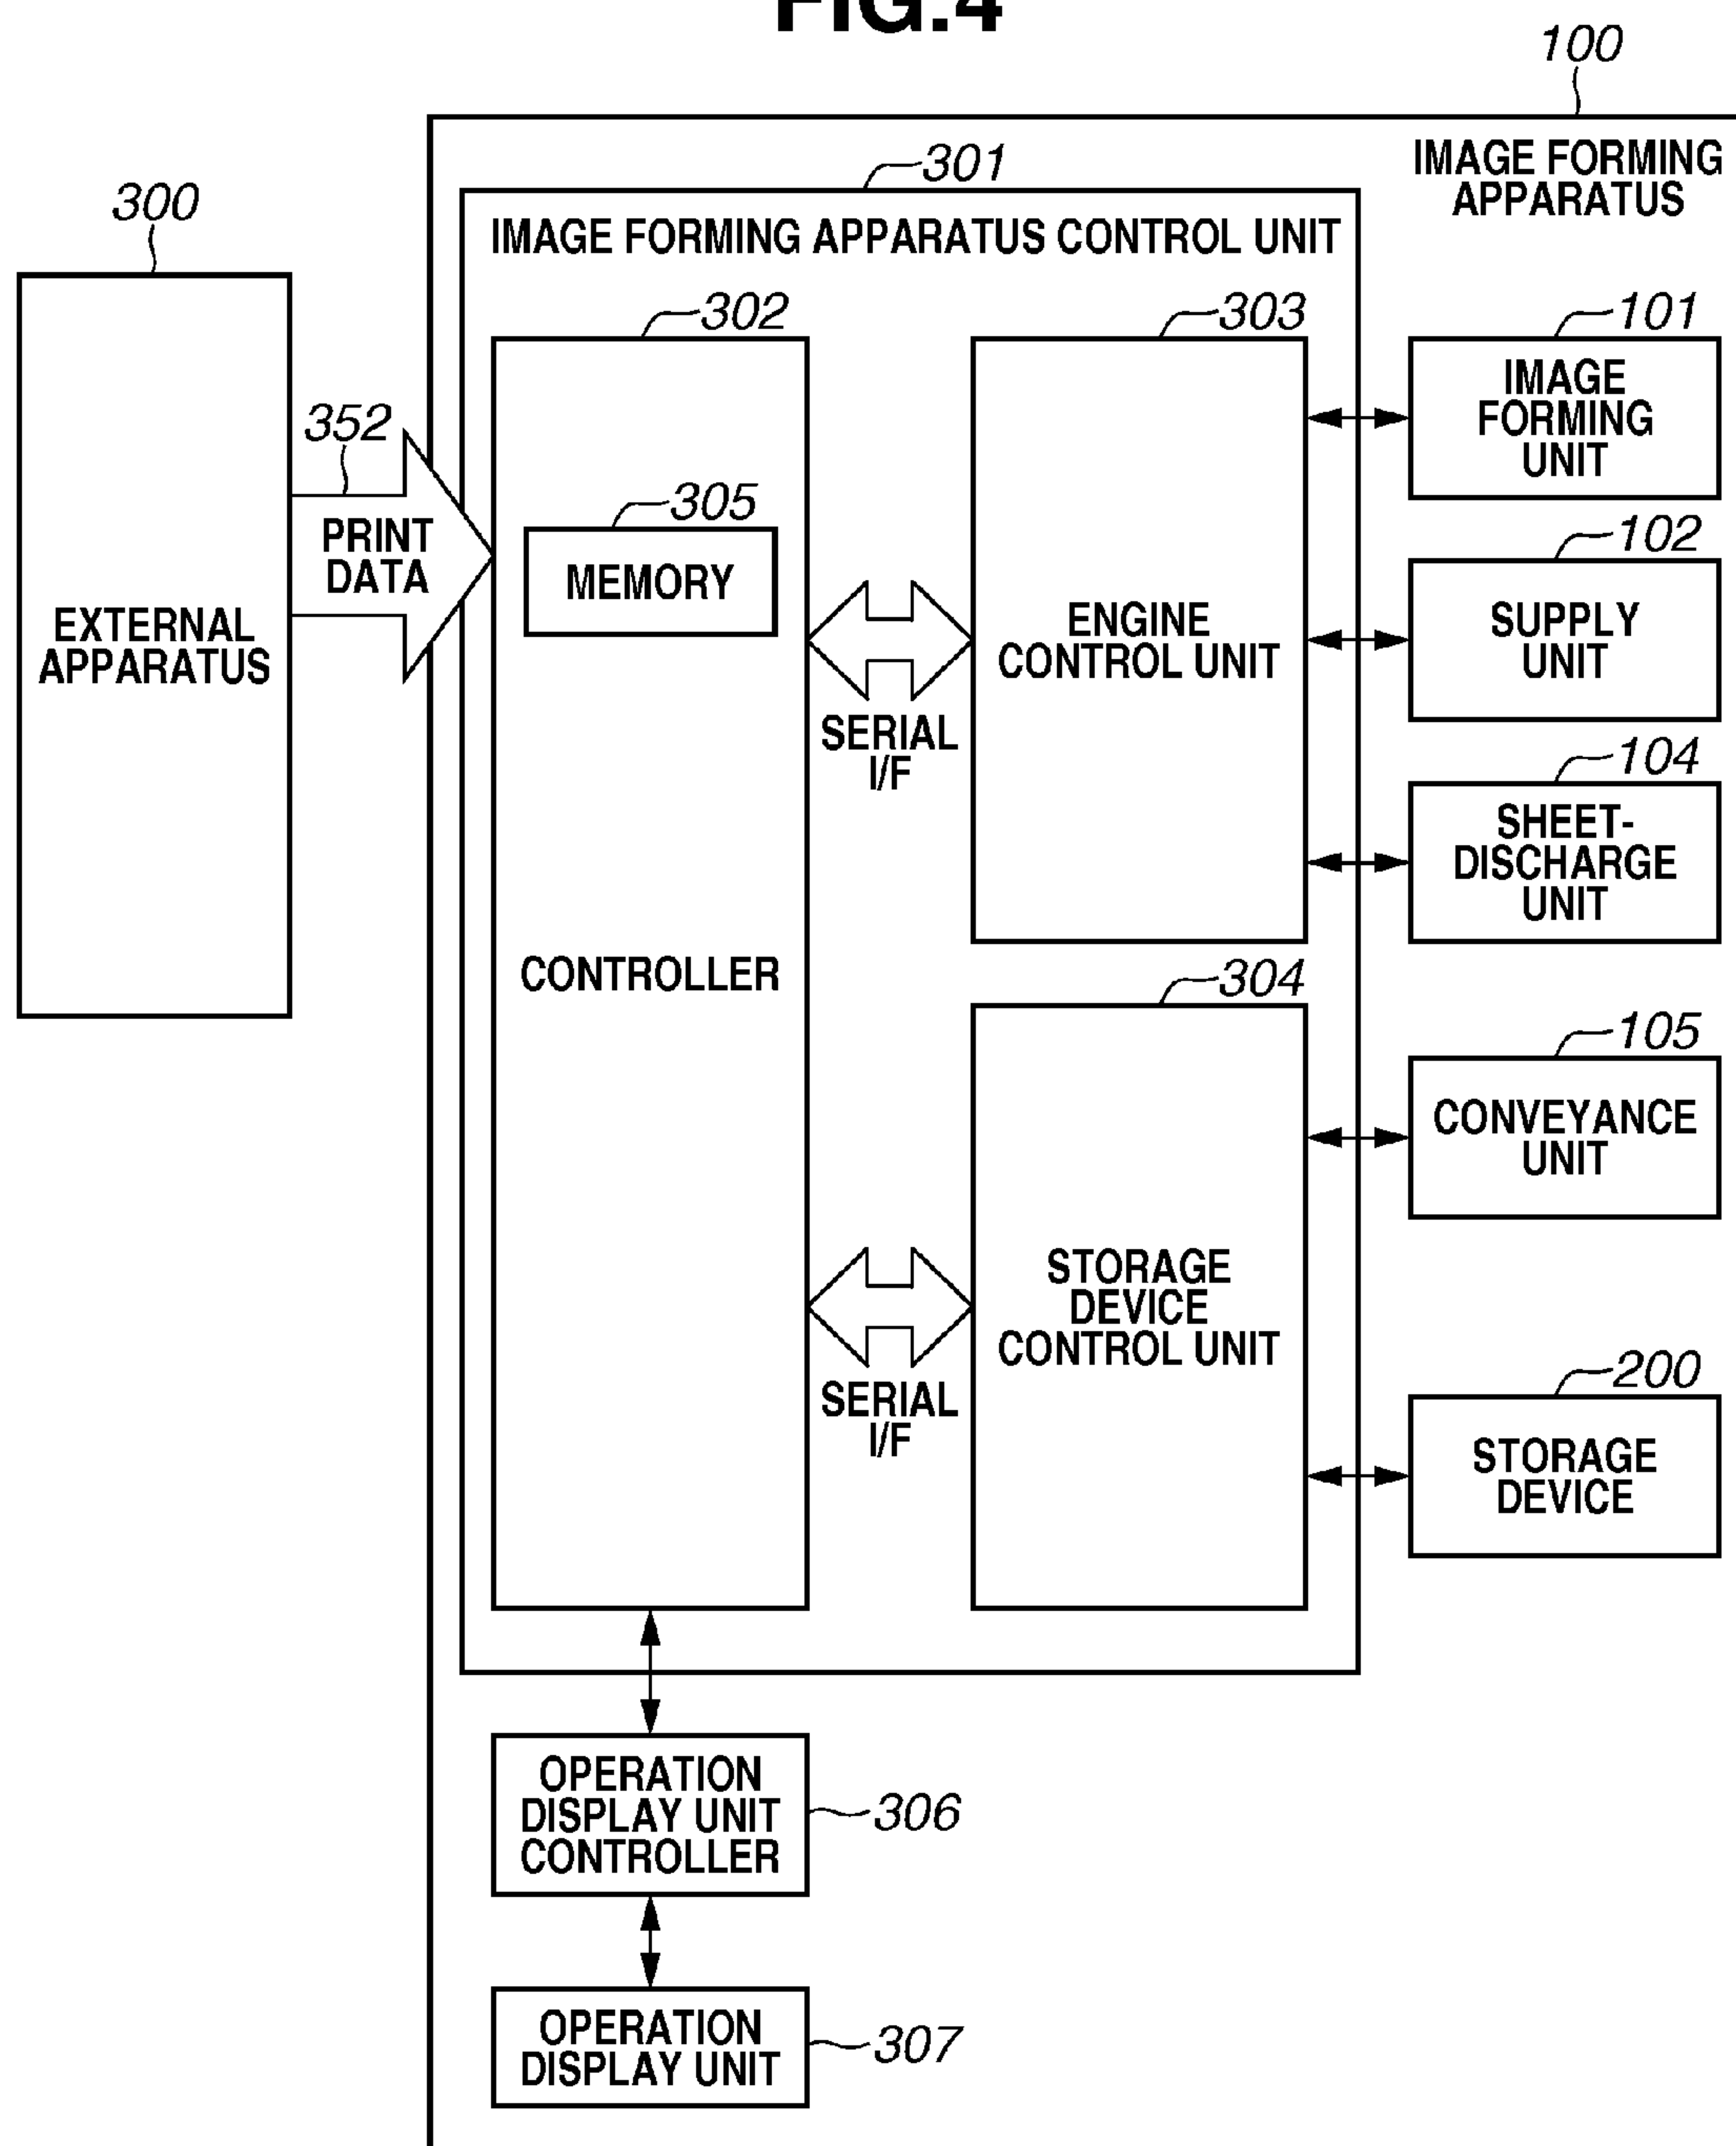 FIG.4
100
IMAGE FORMING
APPARATUS
301
IMAGE FORMING APPARATUS CONTROL UNIT
300
EXTERNAL
APPARATUS
352
PRINT
DATA
302
305
MEMORY
CONTROLLER
SERIAL
I/F
SERIAL
I/F
303
ENGINE
CONTROL UNIT
304
STORAGE
DEVICE
CONTROL UNIT
101
IMAGE
FORMING
UNIT
102
SUPPLY
UNIT
104
SHEET-
DISCHARGE
UNIT
105
CONVEYANCE
UNIT
200
STORAGE
DEVICE
OPERATION
DISPLAY UNIT
CONTROLLER
306
OPERATION
DISPLAY UNIT
307